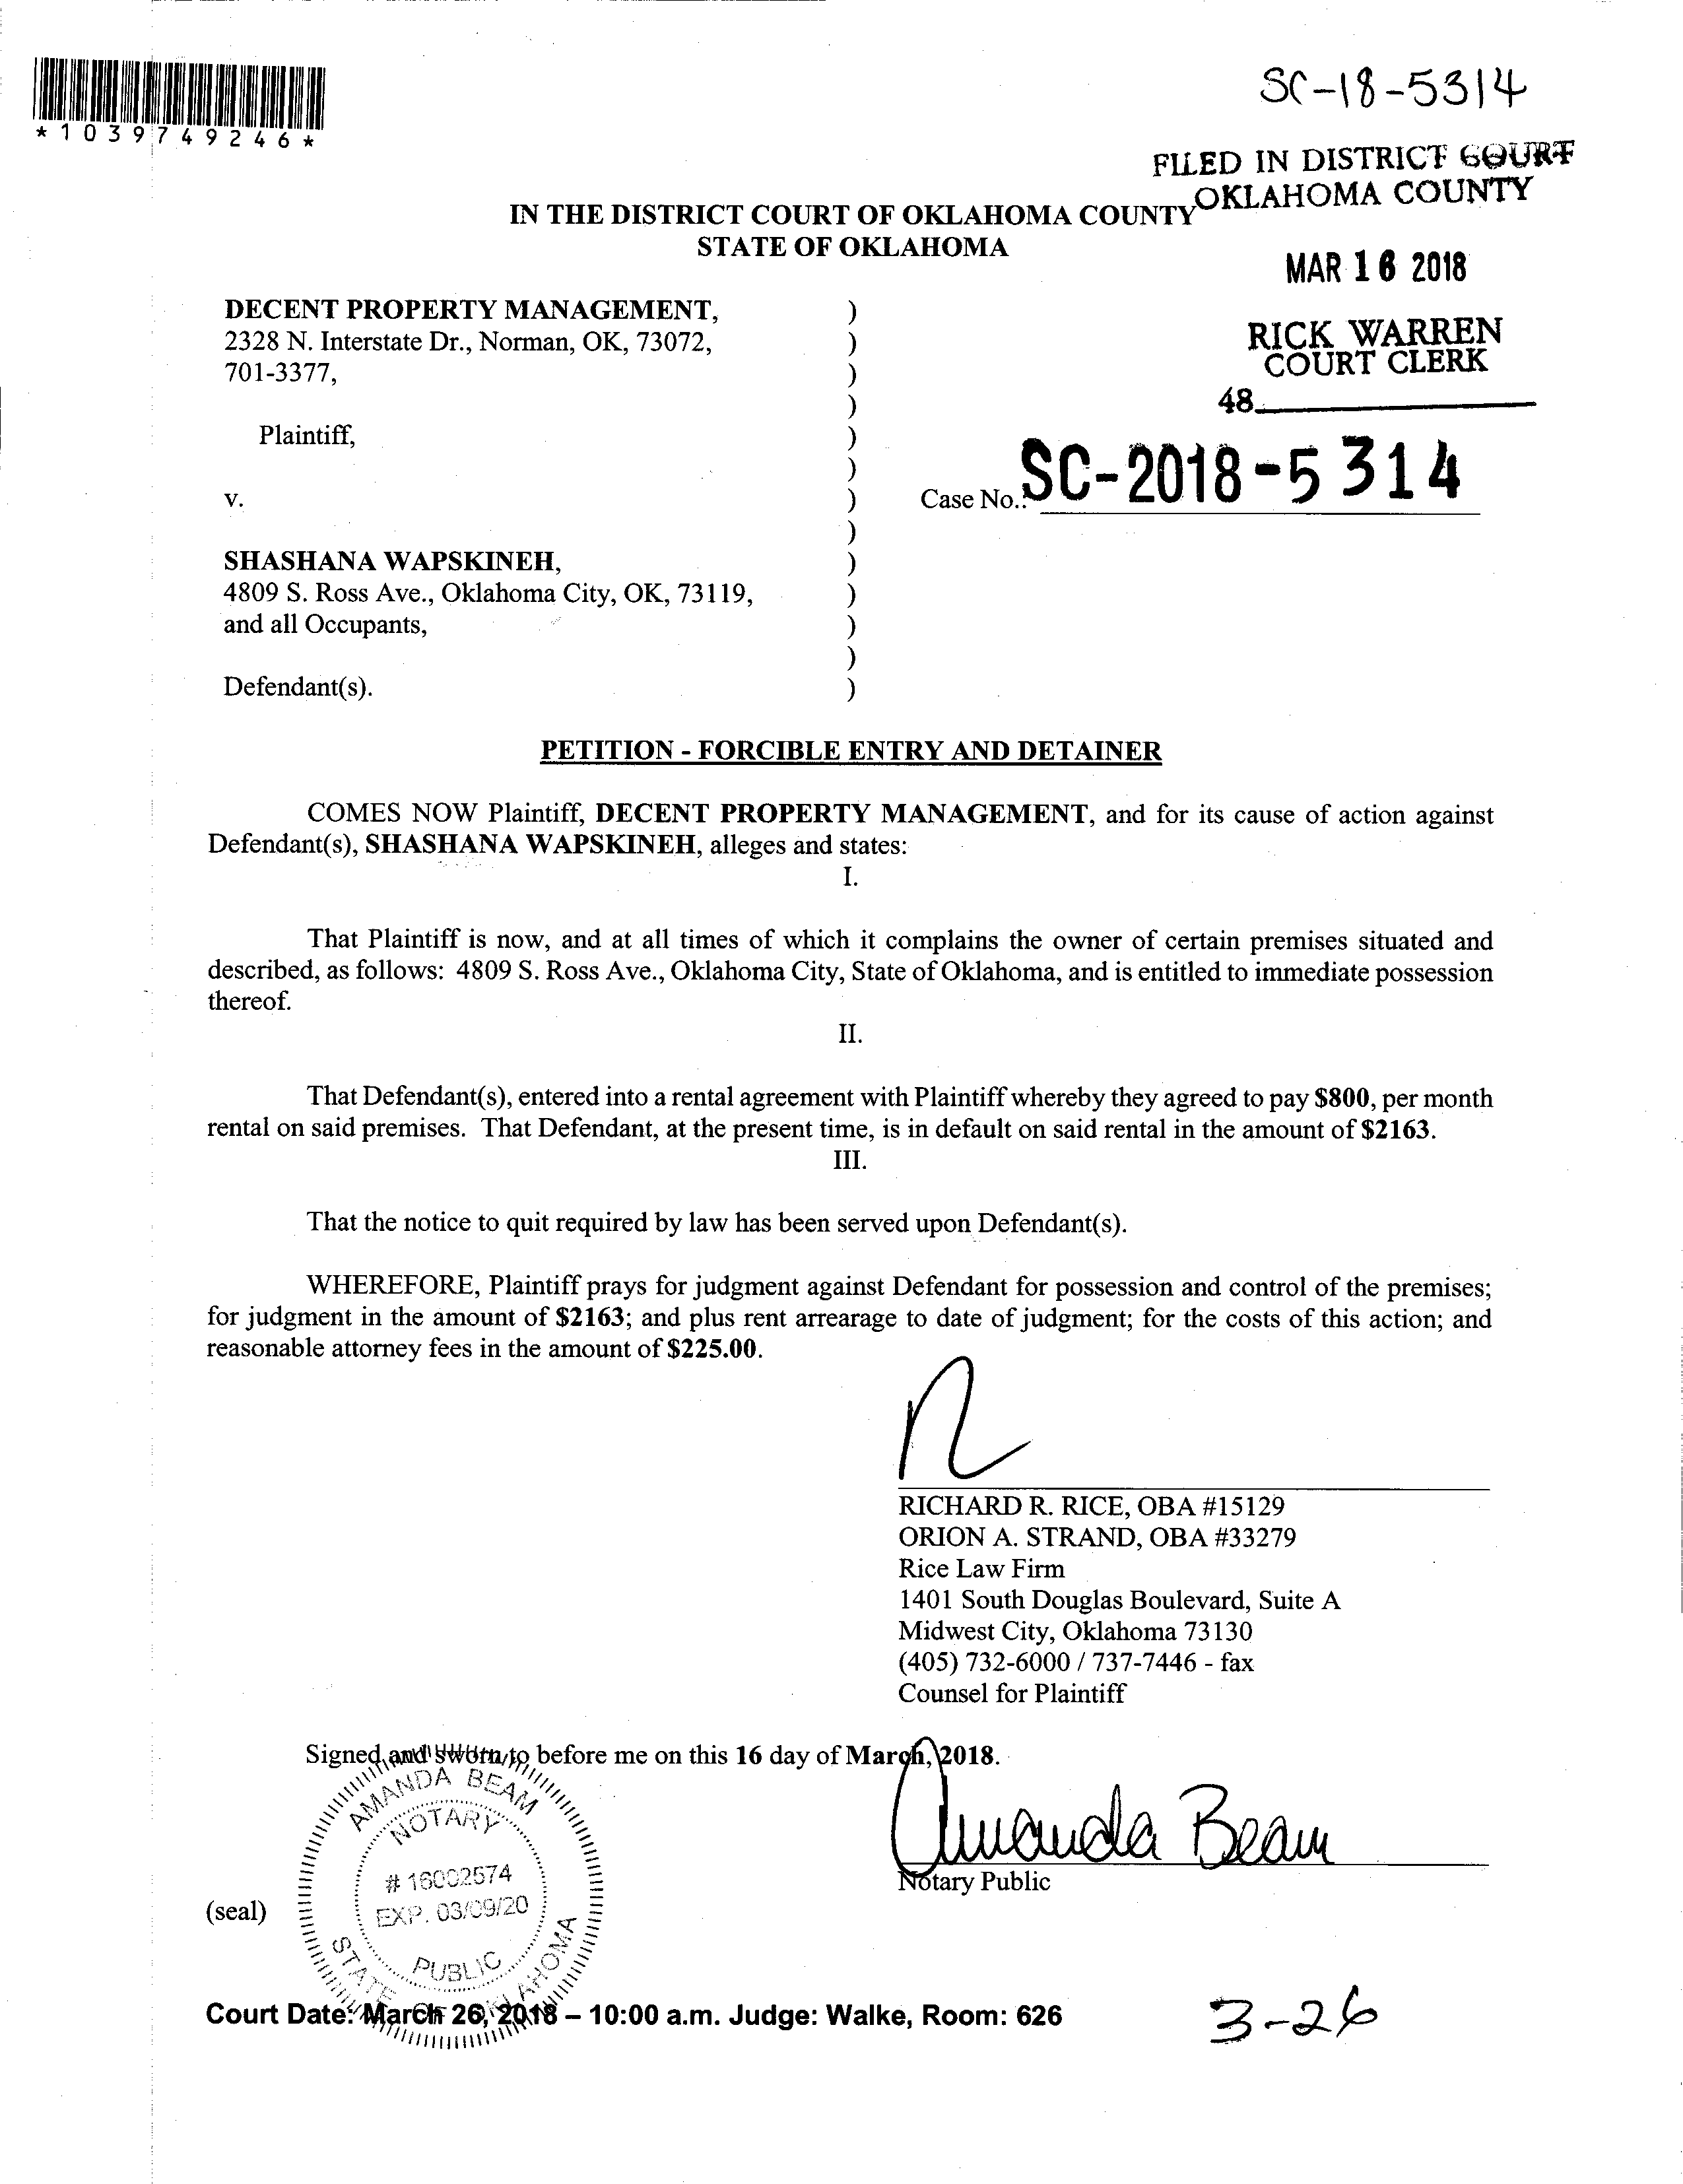 SC-18-5314
*1039749246*
FILED IN DISTRICT COURT
OKLAHOMA COUNTY
IN THE DISTRICT COURT OF OKLAHOMA COUNTY
STATE OF OKLAHOMA
MAR 16 2018
RICK WARREN
COURT CLERK
48
DECENT PROPERTY MANAGEMENT, )
2328 N. Interstate Dr., Norman, OK, 73072, )
701-3377, )
)
Plaintiff, )
)
v. ) Case No.: SC-2018-5314
)
SHASHANA WAPSKINEH, )
4809 S. Ross Ave., Oklahoma City, OK, 73119, )
and all Occupants, )
)
Defendant(s). )
PETITION - FORCIBLE ENTRY AND DETAINER
COMES NOW Plaintiff, DECENT PROPERTY MANAGEMENT, and for its cause of action against
Defendant(s), SHASHANA WAPSKINEH, alleges and states:
I.
That Plaintiff is now, and at all times of which it complains the owner of certain premises situated and
described, as follows: 4809 S. Ross Ave., Oklahoma City, State of Oklahoma, and is entitled to immediate possession
thereof.
II.
That Defendant(s), entered into a rental agreement with Plaintiff whereby they agreed to pay $800, per month
rental on said premises. That Defendant, at the present time, is in default on said rental in the amount of $2163.
III.
That the notice to quit required by law has been served upon Defendant(s).
WHEREFORE, Plaintiff prays for judgment against Defendant for possession and control of the premises;
for judgment in the amount of $2163; and plus rent arrearage to date of judgment; for the costs of this action; and
reasonable attorney fees in the amount of $225.00.
RICHARD R. RICE, OBA #15129
ORION A. STRAND, OBA #33279
Rice Law Firm
1401 South Douglas Boulevard, Suite A
Midwest City, Oklahoma 73130
(405) 732-6000 / 737-7446 - fax
Counsel for Plaintiff
Signed and sworn to before me on this 16 day of March, 2018.
Amanda Beam
Notary Public
(seal)
AMANDA BEAM
NOTARY
# 16002574
EXP. 03/09/20
PUBLIC
STATE OF OKLAHOMA
Court Date: March 26, 2018 – 10:00 a.m. Judge: Walke, Room: 626
3-26